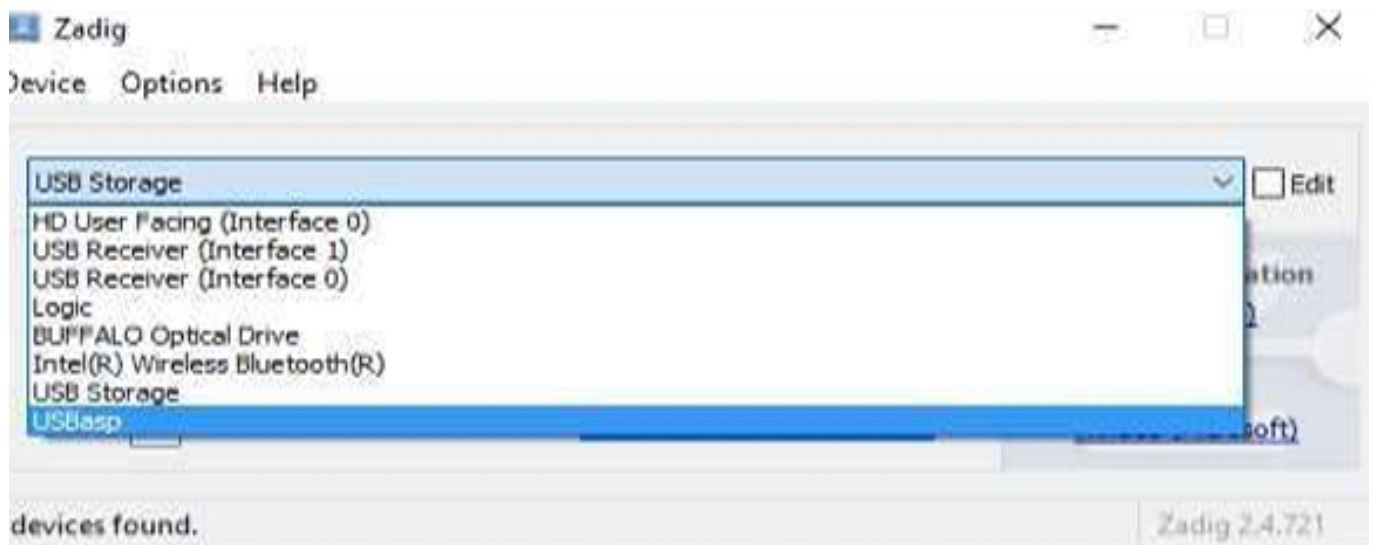 Zadig
Device Options Help
USB Storage
Edit
HD User Facing (Interface 0)
USB Receiver (Interface 1)
USB Receiver (Interface 0)
ation
Logic
BUFFALO Optical Drive
Intel(R) Wireless Bluetooth(R)
USB Storage
USBasp
soft)
devices found.
Zadig 2.4.721